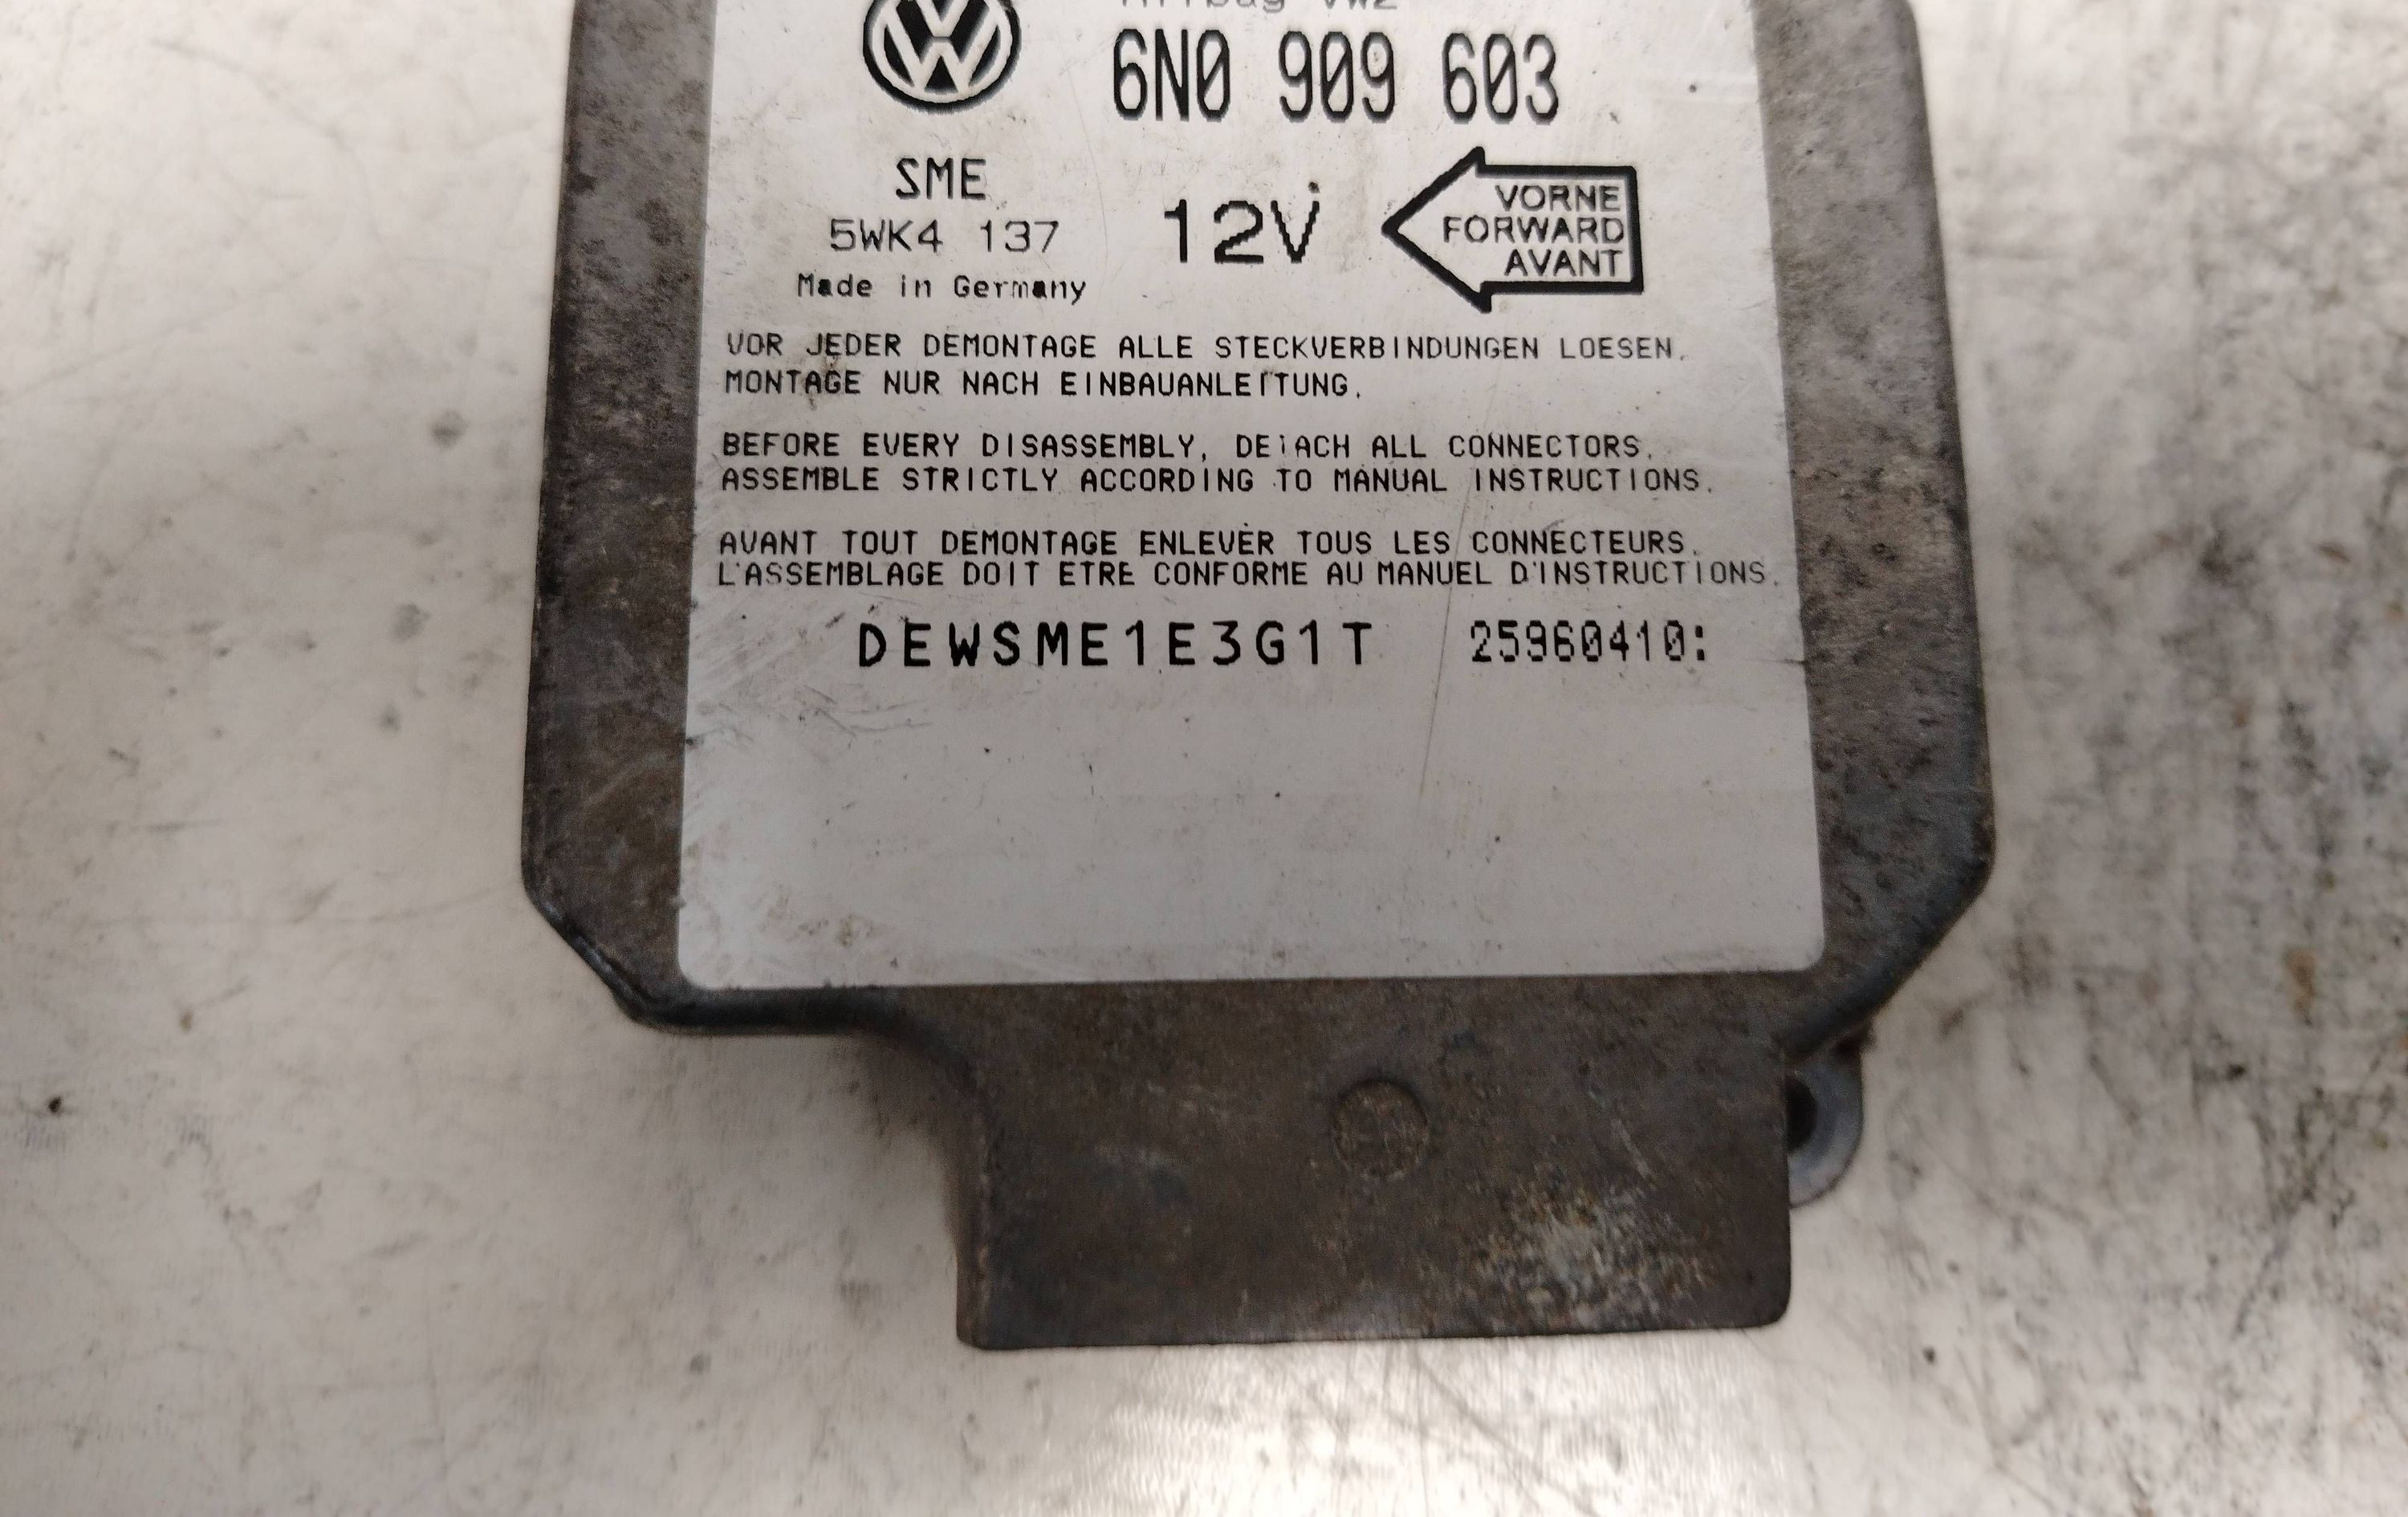 Airbag VW2
6N0 909 603
SME
5WK4 137
Made in Germany
12V
VORNE
FORWARD
AVANT
VOR JEDER DEMONTAGE ALLE STECKVERBINDUNGEN LOESEN.
MONTAGE NUR NACH EINBAUANLEITUNG.
BEFORE EVERY DISASSEMBLY, DETACH ALL CONNECTORS.
ASSEMBLE STRICTLY ACCORDING TO MANUAL INSTRUCTIONS.
AVANT TOUT DEMONTAGE ENLEVER TOUS LES CONNECTEURS.
L'ASSEMBLAGE DOIT ETRE CONFORME AU MANUEL D'INSTRUCTIONS.
DEWSME1E3G1T 25960410: